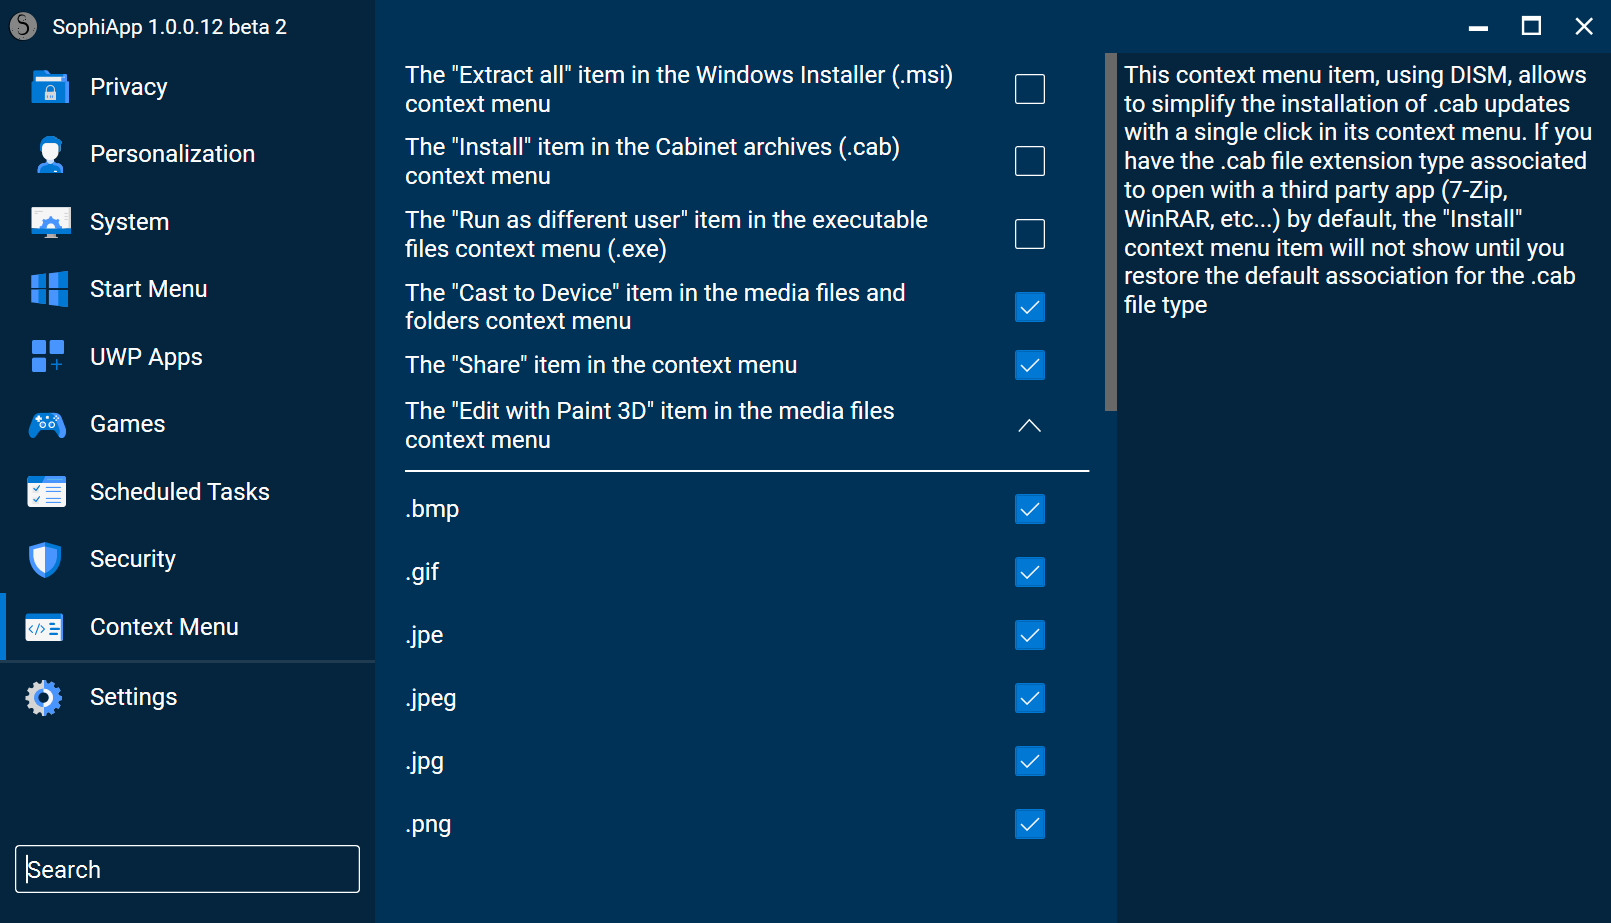 SophiApp 1.0.0.12 beta 2
Privacy
Personalization
System
Start Menu
UWP Apps
Games
Scheduled Tasks
Security
Context Menu
Settings
Search
The "Extract all" item in the Windows Installer (.msi)
context menu
The "Install" item in the Cabinet archives (.cab)
context menu
The "Run as different user" item in the executable
files context menu (.exe)
The "Cast to Device" item in the media files and
folders context menu
The "Share" item in the context menu
The "Edit with Paint 3D" item in the media files
context menu
.bmp
.gif
.jpe
.jpeg
.jpg
.png
This context menu item, using DISM, allows
to simplify the installation of .cab updates
with a single click in its context menu. If you
have the .cab file extension type associated
to open with a third party app (7-Zip,
WinRAR, etc...) by default, the "Install"
context menu item will not show until you
restore the default association for the .cab
file type